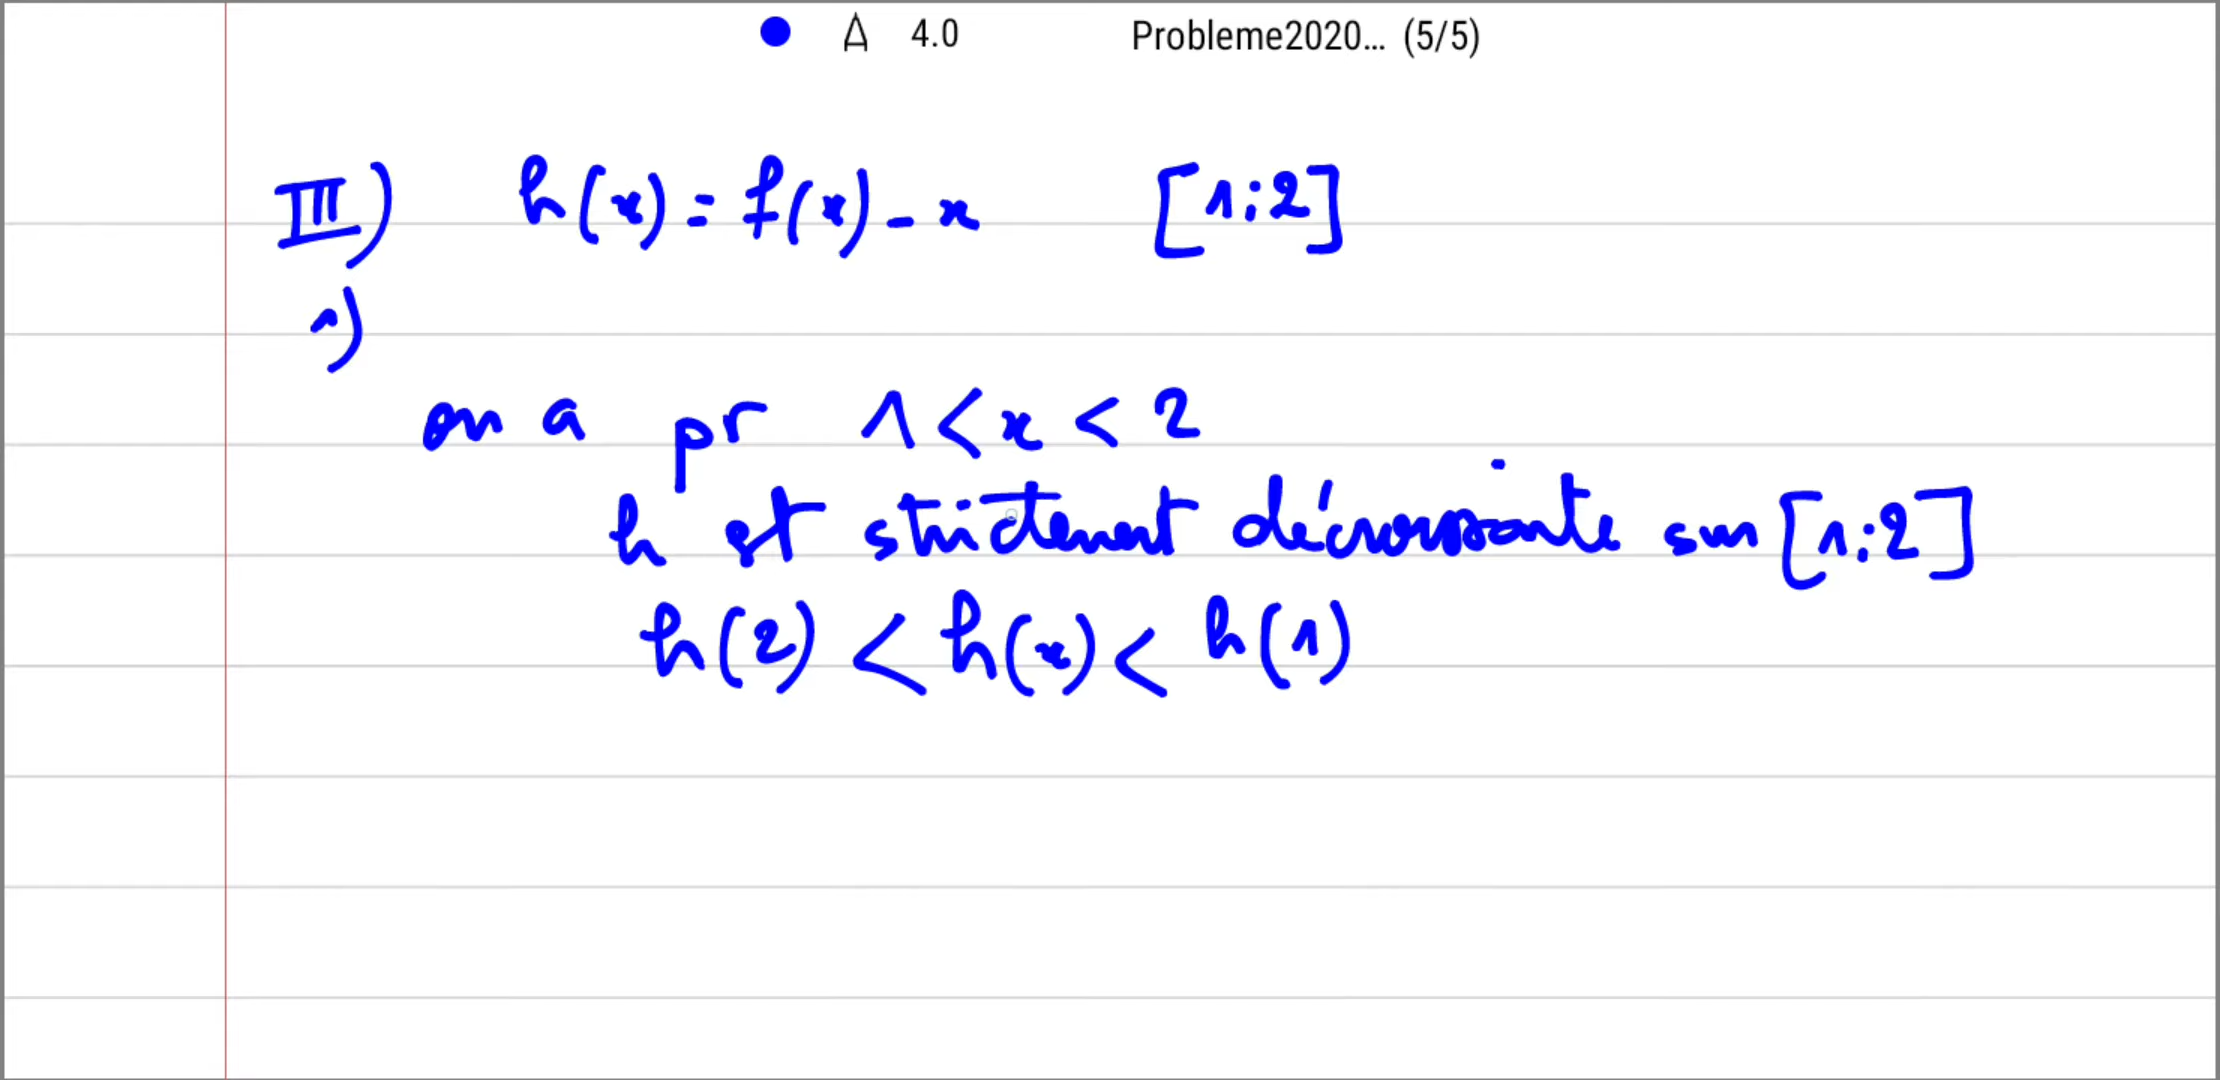 4.0 Probleme2020... (5/5)
III) h(x) = f(x) - x [1;2]
1)
on a pr 1 < x < 2
h est strictement décroissante sur [1;2]
h(2) < h(x) < h(1)